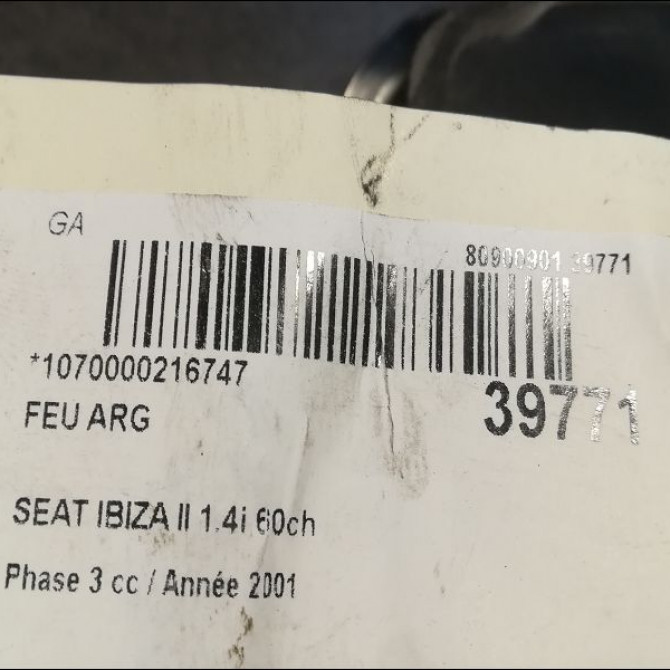 GA
80900901 39771
*1070000216747
39771
FEU ARG
SEAT IBIZA II 1.4i 60ch
Phase 3 cc / Année 2001